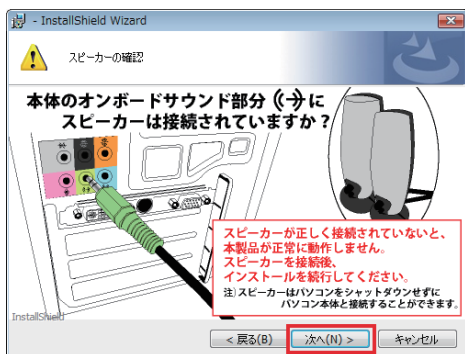 - InstallShield Wizard
スピーカーの確認
本体のオンボードサウンド部分 に
スピーカーは接続されていますか?
スピーカーが正しく接続されていないと、
本製品が正常に動作しません。
スピーカーを接続後、
インストールを続行してください。
注)スピーカーはパソコンをシャットダウンせずに
パソコン本体と接続することができます。
InstallShield
< 戻る(B)
次へ(N) >
キャンセル